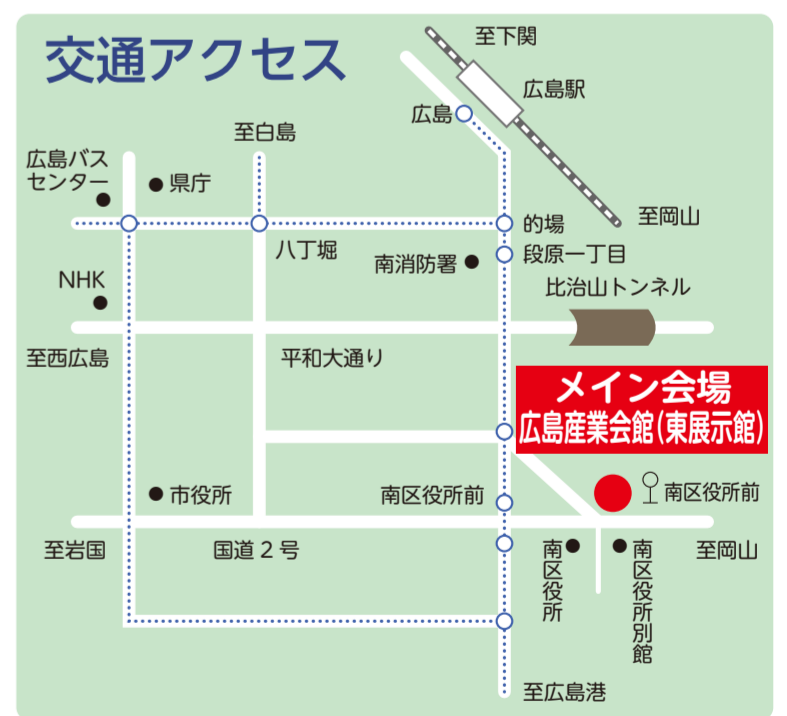 交通アクセス
至下関
広島駅
広島
至白島
広島バス
センター
県庁
至岡山
的場
八丁堀
南消防署
段原一丁目
比治山トンネル
NHK
至西広島
平和大通り
メイン会場
広島産業会館(東展示館)
市役所
南区役所前
南区役所前
至岩国
国道2号
南区役所
南区役所別館
至岡山
至広島港